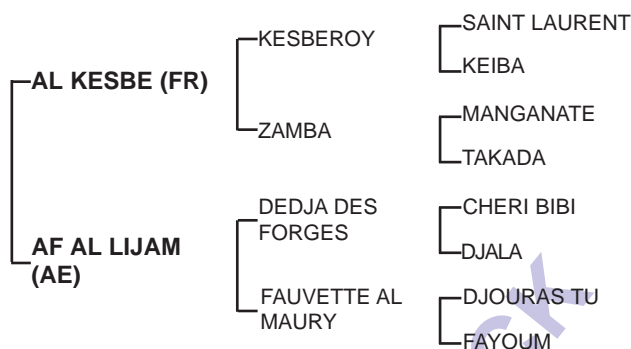 SAINT LAURENT
KESBEROY
KEIBA
AL KESBE (FR)
MANGANATE
ZAMBA
TAKADA
DEDJA DES
FORGES
CHERI BIBI
DJALA
AF AL LIJAM
(AE)
FAUVETTE AL
MAURY
DJOURAS TU
FAYOUM
CK